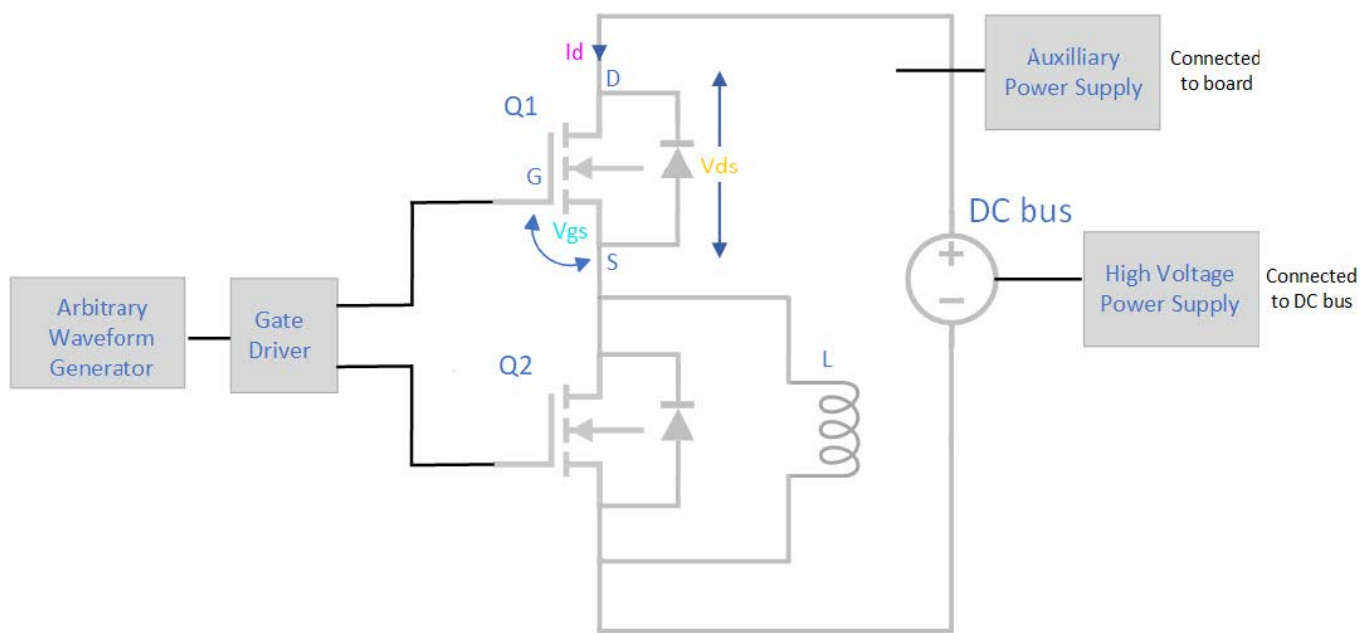 Id
D
Q1
G
Vds
Vgs
S
Auxilliary
Power Supply
Connected
to board
DC bus
High Voltage
Power Supply
Connected
to DC bus
Arbitrary
Waveform
Generator
Gate
Driver
Q2
L